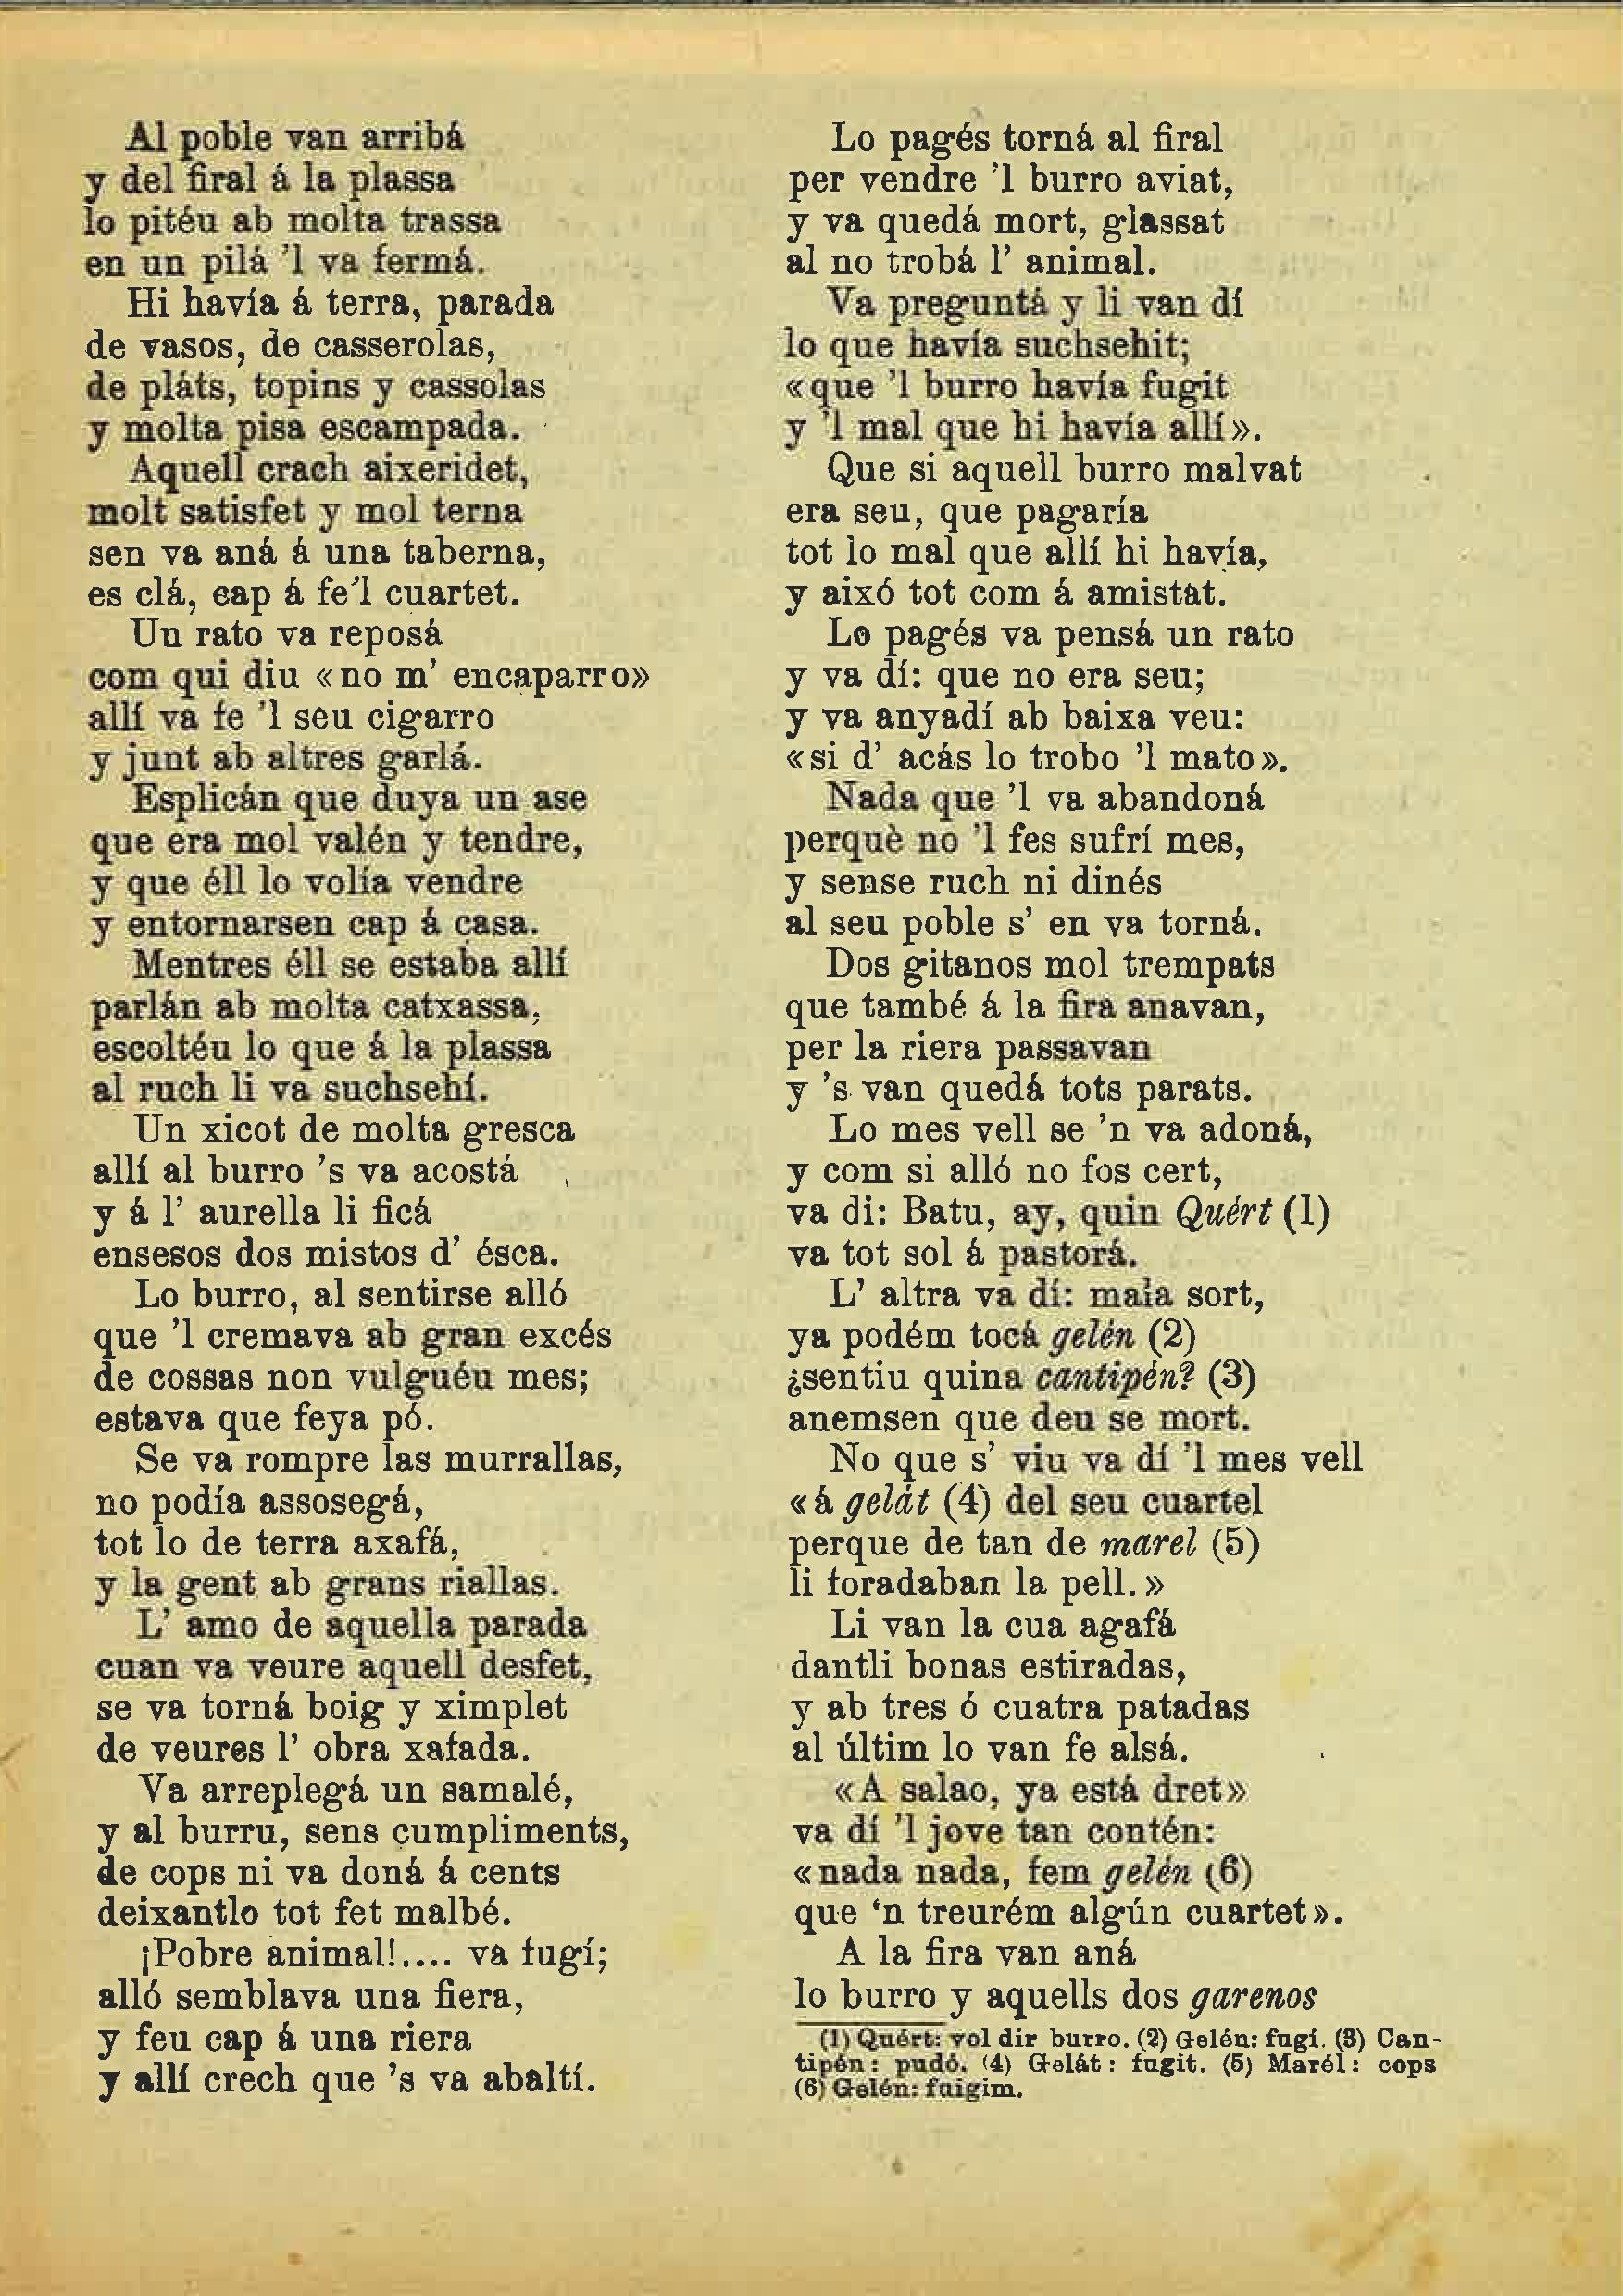 Al poble van arribá
y del firal á la plassa
lo pitéu ab molta trassa
en un pilá 'l va fermá.
Hi havía á terra, parada
de vasos, de casserolas,
de pláts, topins y cassolas
y molta pisa escampada.
Aquell crach aixeridet,
molt satisfet y mol terna
sen va aná á una taberna,
es clá, cap á fe'l cuartet.
Un rato va reposá
com qui diu «no m' encaparro»
allí va fe 'l seu cigarro
y junt ab altres garlá.
Esplicán que duya un ase
que era mol valén y tendre,
y que éll lo volía vendre
y entornarsen cap á casa.
Mentres éll se estaba allí
parlán ab molta catxassa,
escoltéu lo que á la plassa
al ruch li va suchsehí.
Un xicot de molta gresca
allí al burro 's va acostá
y á l' aurella li ficá
ensesos dos mistos d' ésca.
Lo burro, al sentirse alló
que 'l cremava ab gran excés
de cossas non vulguéu mes;
estava que feya pó.
Se va rompre las murrallas,
no podía assosegá,
tot lo de terra axafá,
y la gent ab grans riallas.
L' amo de aquella parada
cuan va veure aquell desfet,
se va torná boig y ximplet
de veures l' obra xafada.
Va arreplegá un samalé,
y al burru, sens cumpliments,
de cops ni va doná á cents
deixantlo tot fet malbé.
¡Pobre animal!.... va fugí;
alló semblava una fiera,
y feu cap á una riera
y allí crech que 's va abaltí.
Lo pagés torná al firal
per vendre 'l burro aviat,
y va quedá mort, glassat
al no trobá l' animal.
Va preguntá y li van dí
lo que havía suchsehit;
«que 'l burro havía fugit
y 'l mal que hi havía allí».
Que si aquell burro malvat
era seu, que pagaría
tot lo mal que allí hi havía,
y aixó tot com á amistat.
Lo pagés va pensá un rato
y va dí: que no era seu;
y va anyadí ab baixa veu:
«si d' acás lo trobo 'l mato».
Nada que 'l va abandoná
perquè no 'l fes sufrí mes,
y sense ruch ni dinés
al seu poble s' en va torná.
Dos gitanos mol trempats
que també á la fira anavan,
per la riera passavan
y 's van quedá tots parats.
Lo mes vell se 'n va adoná,
y com si alló no fos cert,
va di: Batu, ay, quin Quért (1)
va tot sol á pastorá.
L' altra va dí: mala sort,
ya podém tocá gelén (2)
¿sentiu quina cantipén? (3)
anemsen que deu se mort.
No que s' viu va dí 'l mes vell
«á gelát (4) del seu cuartel
perque de tan de marel (5)
li foradaban la pell.»
Li van la cua agafá
dantli bonas estiradas,
y ab tres ó cuatra patadas
al últim lo van fe alsá.
«A salao, ya está dret»
va dí 'l jove tan contén:
«nada nada, fem gelén (6)
que 'n treurém algún cuartet».
A la fira van aná
lo burro y aquells dos garenos
(1) Quért: vol dir burro. (2) Gelén: fugí. (3) Can-
tipén: pudó. (4) Gelát: fugit. (5) Marél: cops
(6) Gelén: fuigim.